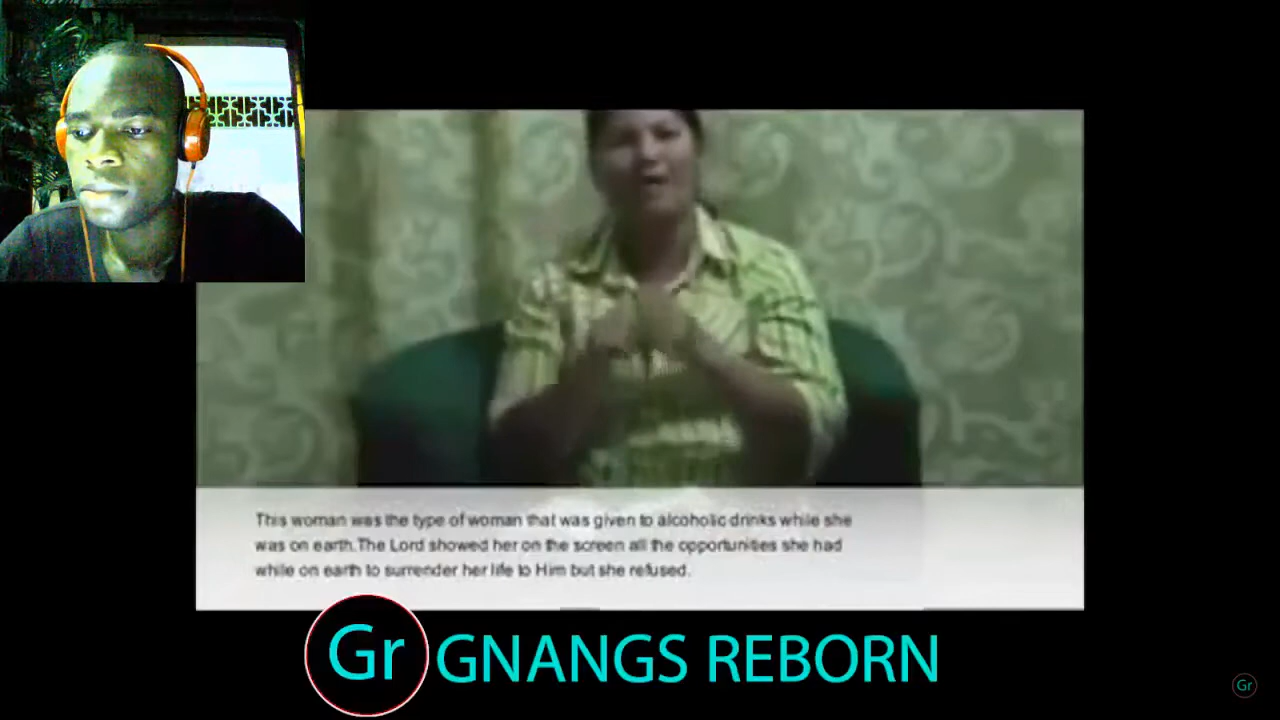 This woman was the type of woman that was given to alcoholic drinks while she
was on earth.The Lord showed her on the screen all the opportunities she had
while on earth to surrender her life to Him but she refused.
Gr GNANGS REBORN
Gr